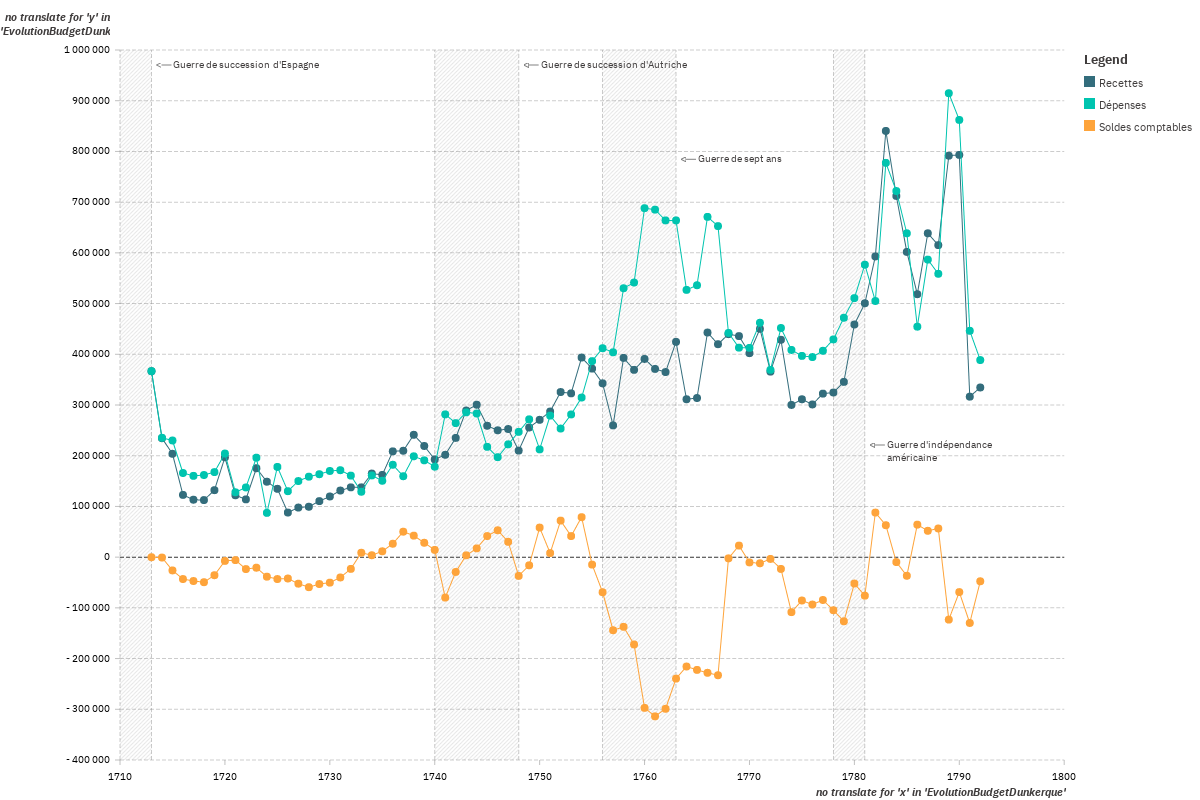 no translate for 'y' in
'EvolutionBudgetDunk
1 000 000
900 000
800 000
700 000
600 000
500 000
400 000
300 000
200 000
100 000
0
- 100 000
- 200 000
- 300 000
- 400 000
Guerre de succession d'Espagne
Guerre de succession d'Autriche
Guerre de sept ans
Guerre d'indépendance
américaine
Legend
Recettes
Dépenses
Soldes comptables
1710
1720
1730
1740
1750
1760
1770
1780
1790
1800
no translate for 'x' in 'EvolutionBudgetDunkerque'